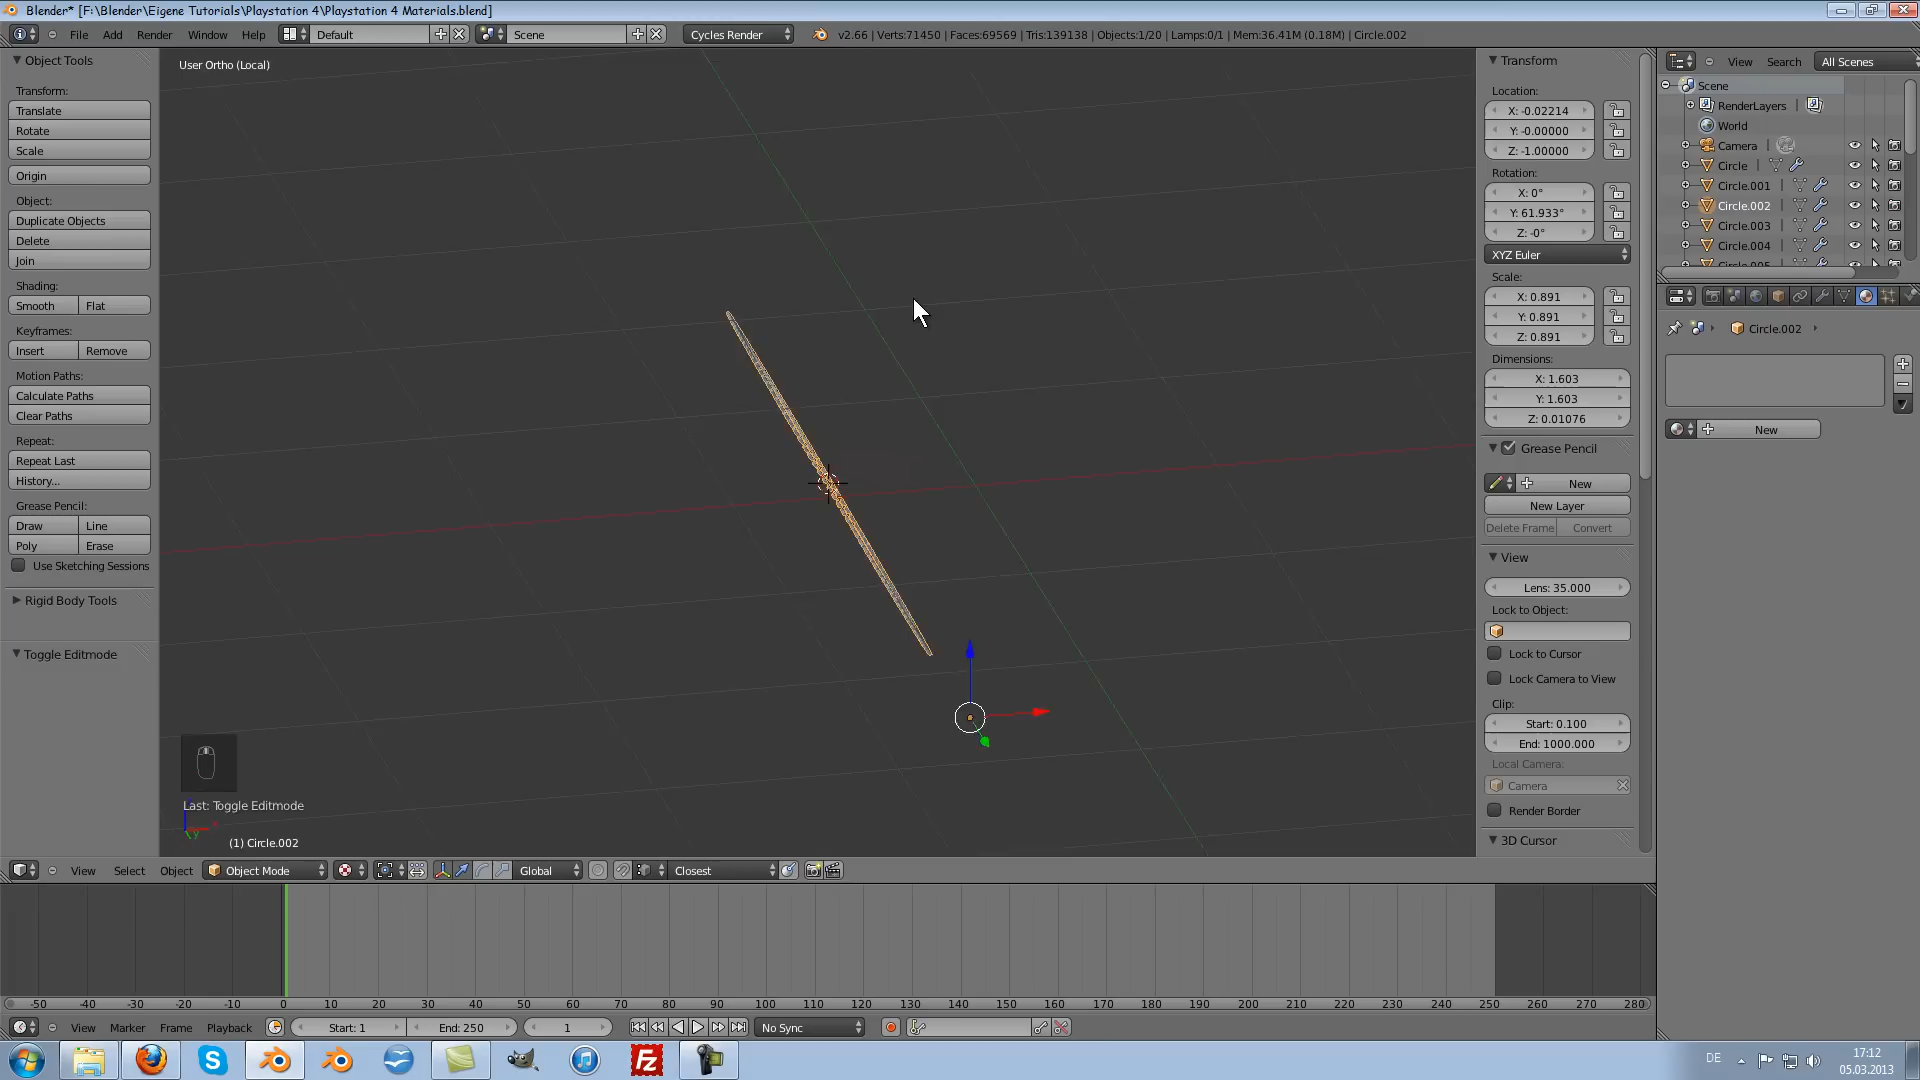 Blender* [F:\Blender\Eigene Tutorials\Playstation 4\Playstation 4 Materials.blend]
File Add Render Window Help Default Scene Cycles Render v2.66 | Verts:71450 | Faces:69569 | Tris:139138 | Objects:1/20 | Lamps:0/1 | Mem:36.41M (0.18M) | Circle.002
Object Tools
Transform:
Translate
Rotate
Scale
Origin
Object:
Duplicate Objects
Delete
Join
Shading:
Smooth Flat
Keyframes:
Insert Remove
Motion Paths:
Calculate Paths
Clear Paths
Repeat:
Repeat Last
History...
Grease Pencil:
Draw Line
Poly Erase
Use Sketching Sessions
Rigid Body Tools
Toggle Editmode
User Ortho (Local)
Last: Toggle Editmode
(1) Circle.002
Transform
Location:
X: -0.02214
Y: -0.00000
Z: -1.00000
Rotation:
X: 0°
Y: 61.933°
Z: -0°
XYZ Euler
Scale:
X: 0.891
Y: 0.891
Z: 0.891
Dimensions:
X: 1.603
Y: 1.603
Z: 0.01076
Grease Pencil
New
New Layer
Delete Frame Convert
View
Lens: 35.000
Lock to Object:
Lock to Cursor
Lock Camera to View
Clip:
Start: 0.100
End: 1000.000
Local Camera:
Camera
Render Border
3D Cursor
View Search All Scenes
Scene
RenderLayers
World
Camera
Circle
Circle.001
Circle.002
Circle.003
Circle.004
Circle.005
Circle.002
New
View Select Object Object Mode Global Closest
-50 -40 -30 -20 -10 0 10 20 30 40 50 60 70 80 90 100 110 120 130 140 150 160 170 180 190 200 210 220 230 240 250 260 270 280
View Marker Frame Playback Start: 1 End: 250 1 No Sync
DE
17:12
05.03.2013